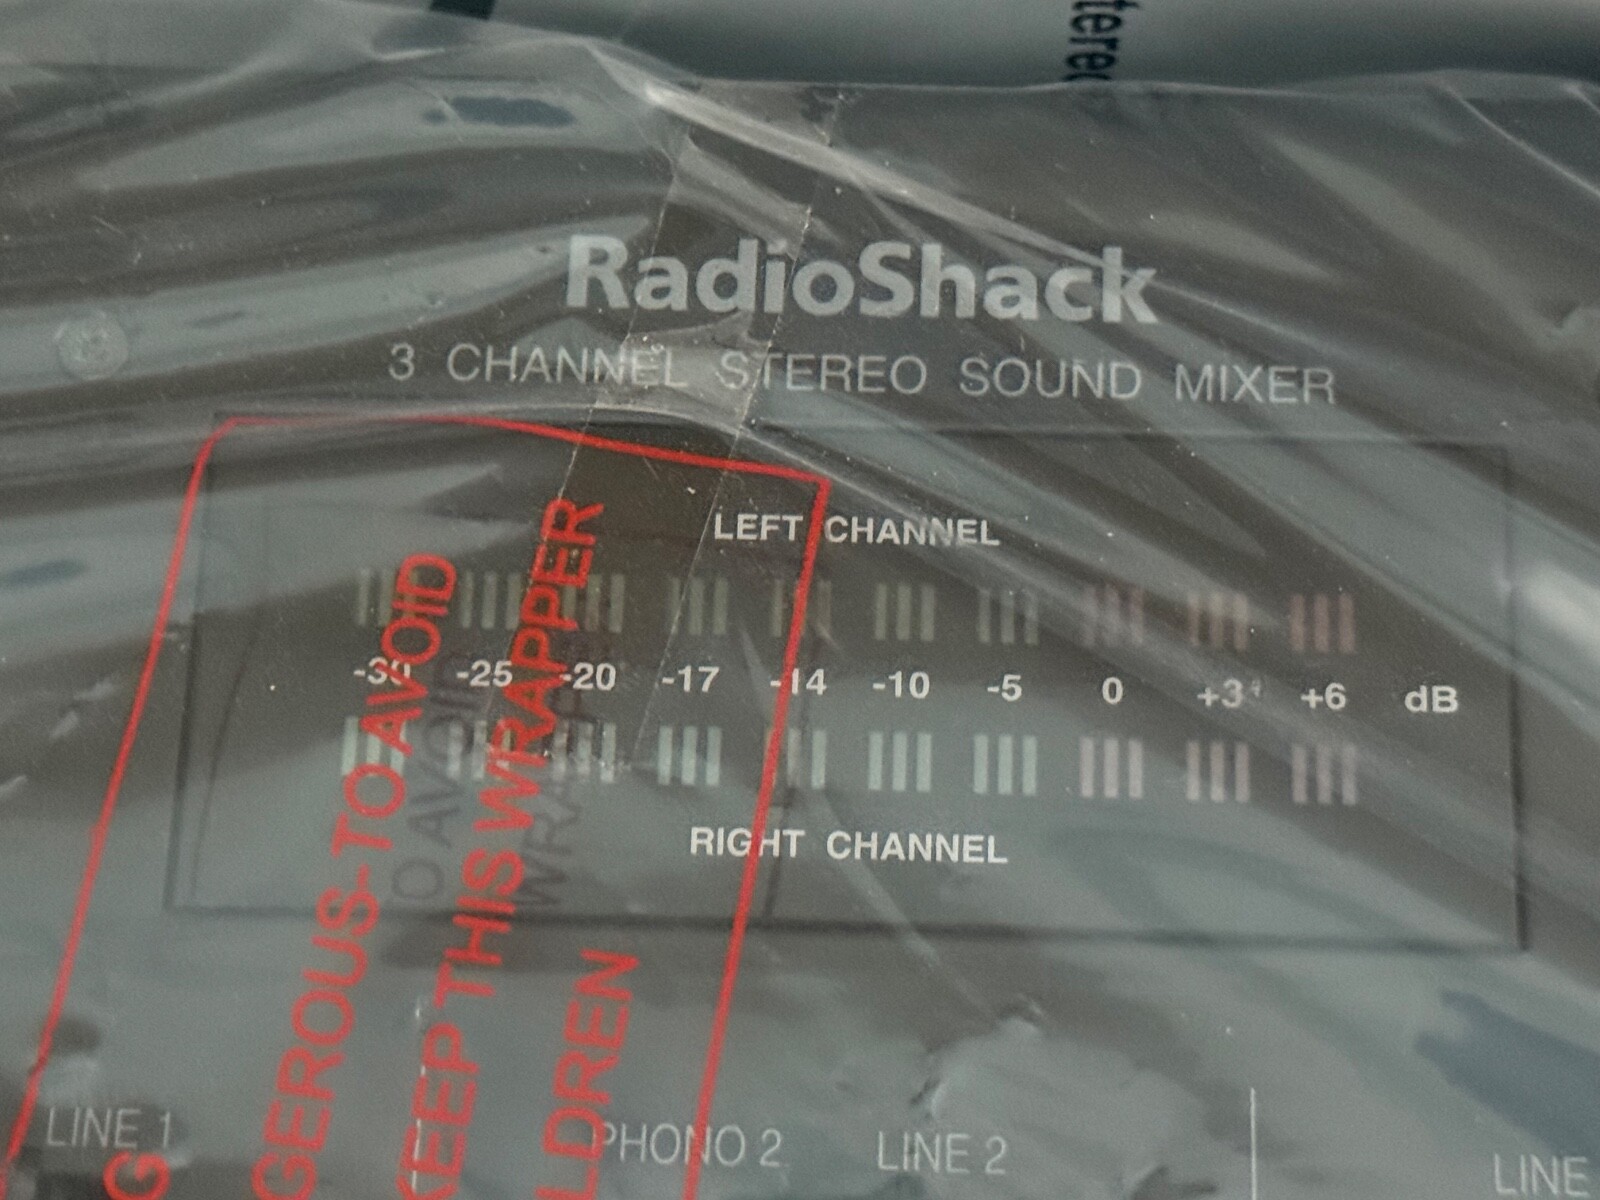 RadioShack
3 CHANNEL STEREO SOUND MIXER
LEFT CHANNEL
-30 -25 -20 -17 -14 -10 -5 0 +3 +6 dB
RIGHT CHANNEL
GEROUS-TO AVOID
KEEP THIS WRAPPER
LDREN
LINE 1
PHONO 2
LINE 2
LINE